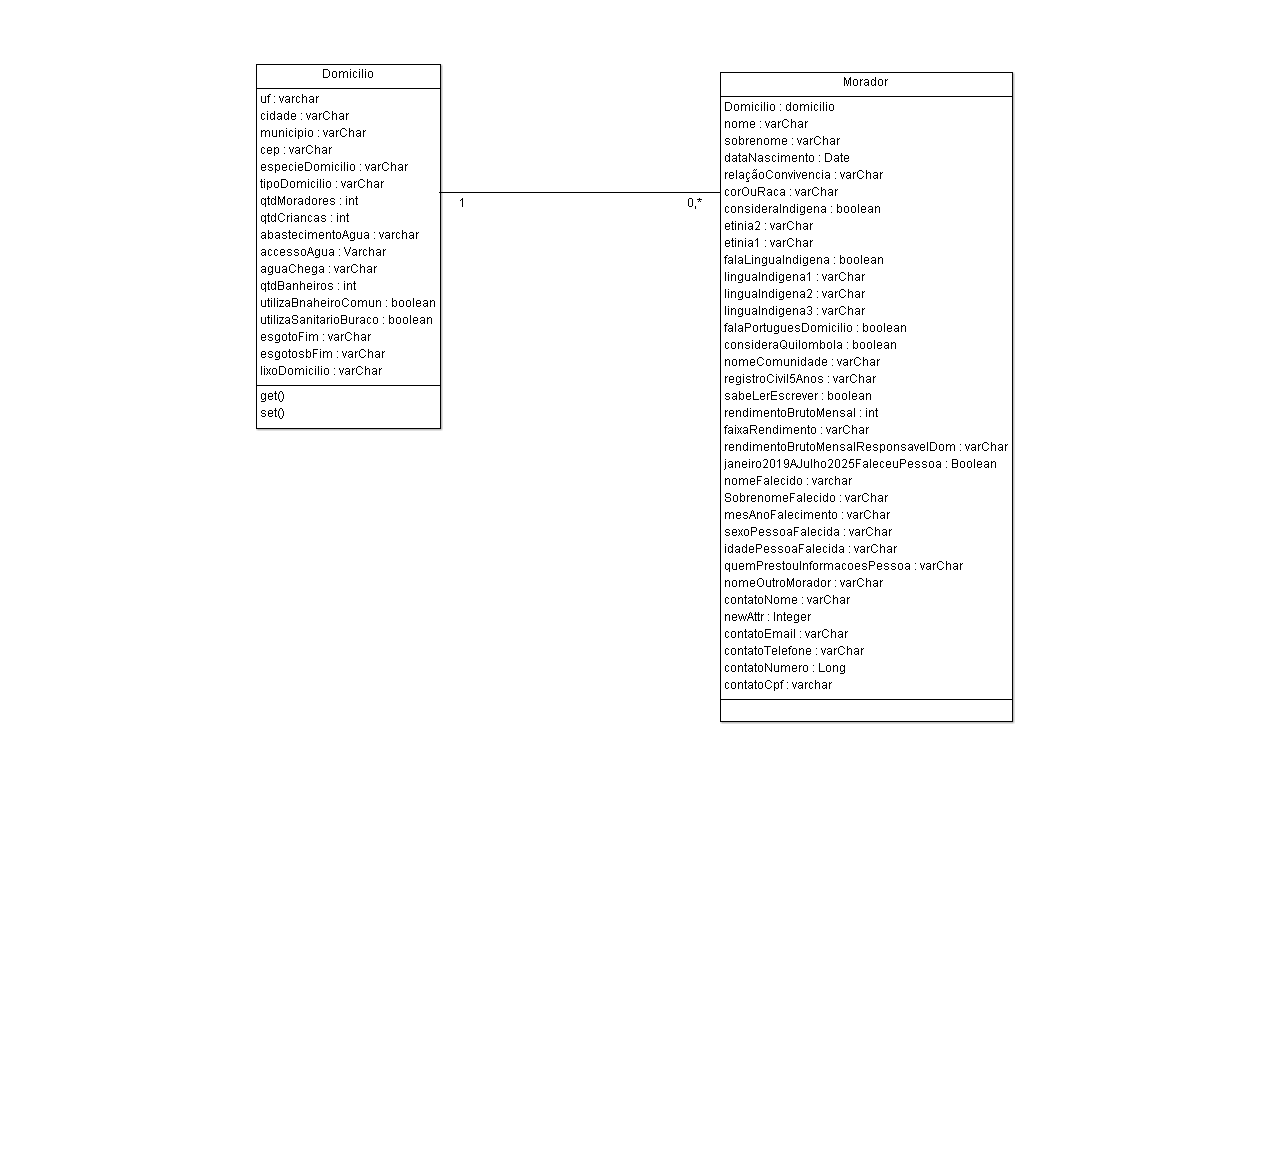 Domicilio
uf : varchar
cidade : varChar
municipio : varChar
cep : varChar
especieDomicilio : varChar
tipoDomicilio : varChar
qtdMoradores : int
qtdCriancas : int
abastecimentoAgua : varchar
accessoAgua : Varchar
aguaChega : varChar
qtdBanheiros : int
utilizaBnaheiroComun : boolean
utilizaSanitarioBuraco : boolean
esgotoFim : varChar
esgotosbFim : varChar
lixoDomicilio : varChar
get()
set()
1
0,*
Morador
Domicilio : domicilio
nome : varChar
sobrenome : varChar
dataNascimento : Date
relaçãoConvivencia : varChar
corOuRaca : varChar
consideraIndigena : boolean
etinia2 : varChar
etinia1 : varChar
falaLinguaIndigena : boolean
linguaIndigena1 : varChar
linguaIndigena2 : varChar
linguaIndigena3 : varChar
falaPortuguesDomicilio : boolean
consideraQuilombola : boolean
nomeComunidade : varChar
registroCivil5Anos : varChar
sabeLerEscrever : boolean
rendimentoBrutoMensal : int
faixaRendimento : varChar
rendimentoBrutoMensalResponsavelDom : varChar
janeiro2019AJulho2025FaleceuPessoa : Boolean
nomeFalecido : varchar
SobrenomeFalecido : varChar
mesAnoFalecimento : varChar
sexoPessoaFalecida : varChar
idadePessoaFalecida : varChar
quemPrestouInformacoesPessoa : varChar
nomeOutroMorador : varChar
contatoNome : varChar
newAttr : Integer
contatoEmail : varChar
contatoTelefone : varChar
contatoNumero : Long
contatoCpf : varchar